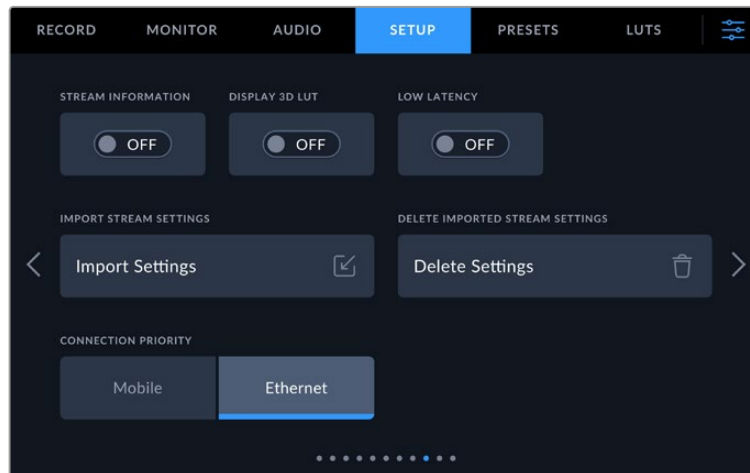 RECORD MONITOR AUDIO SETUP PRESETS LUTS
STREAM INFORMATION DISPLAY 3D LUT LOW LATENCY
OFF OFF OFF
IMPORT STREAM SETTINGS DELETE IMPORTED STREAM SETTINGS
Import Settings Delete Settings
CONNECTION PRIORITY
Mobile Ethernet